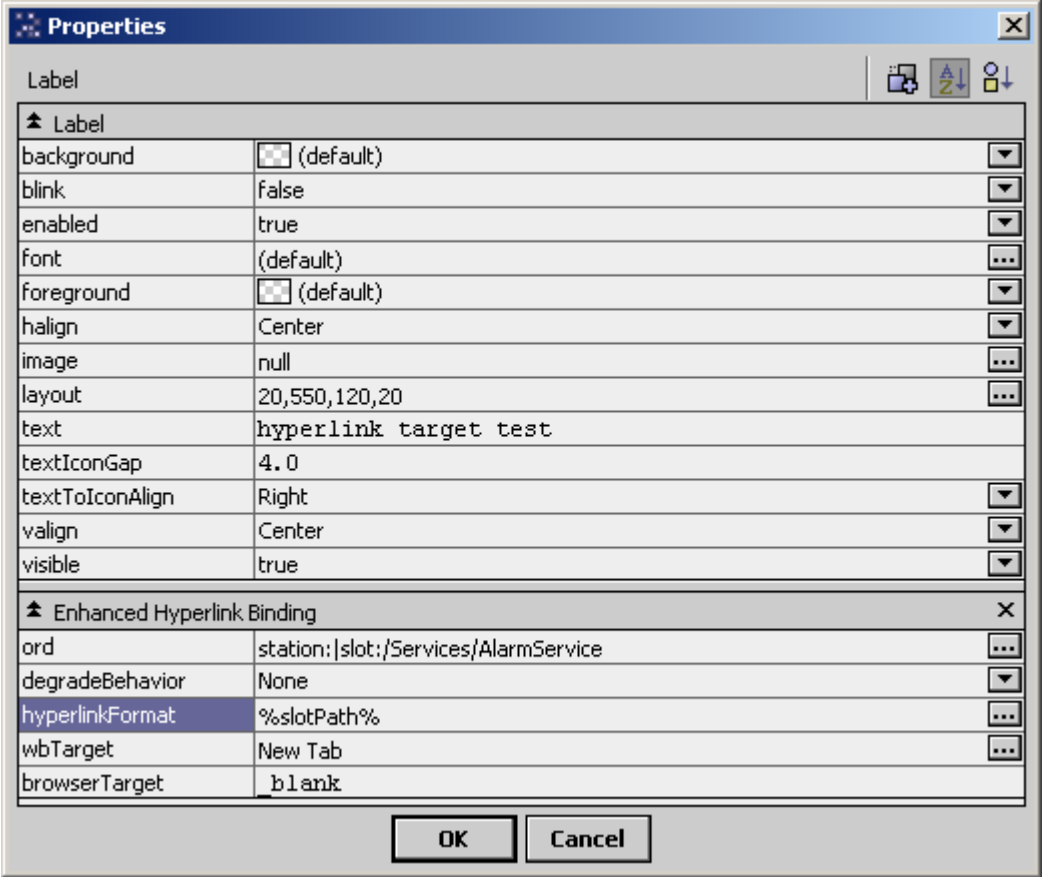 Properties
Label
Label
background (default)
blink false
enabled true
font (default)
foreground (default)
halign Center
image null
layout 20,550,120,20
text hyperlink target test
textIconGap 4.0
textToIconAlign Right
valign Center
visible true
Enhanced Hyperlink Binding
ord station:|slot:/Services/AlarmService
degradeBehavior None
hyperlinkFormat %slotPath%
wbTarget New Tab
browserTarget _blank
OK Cancel